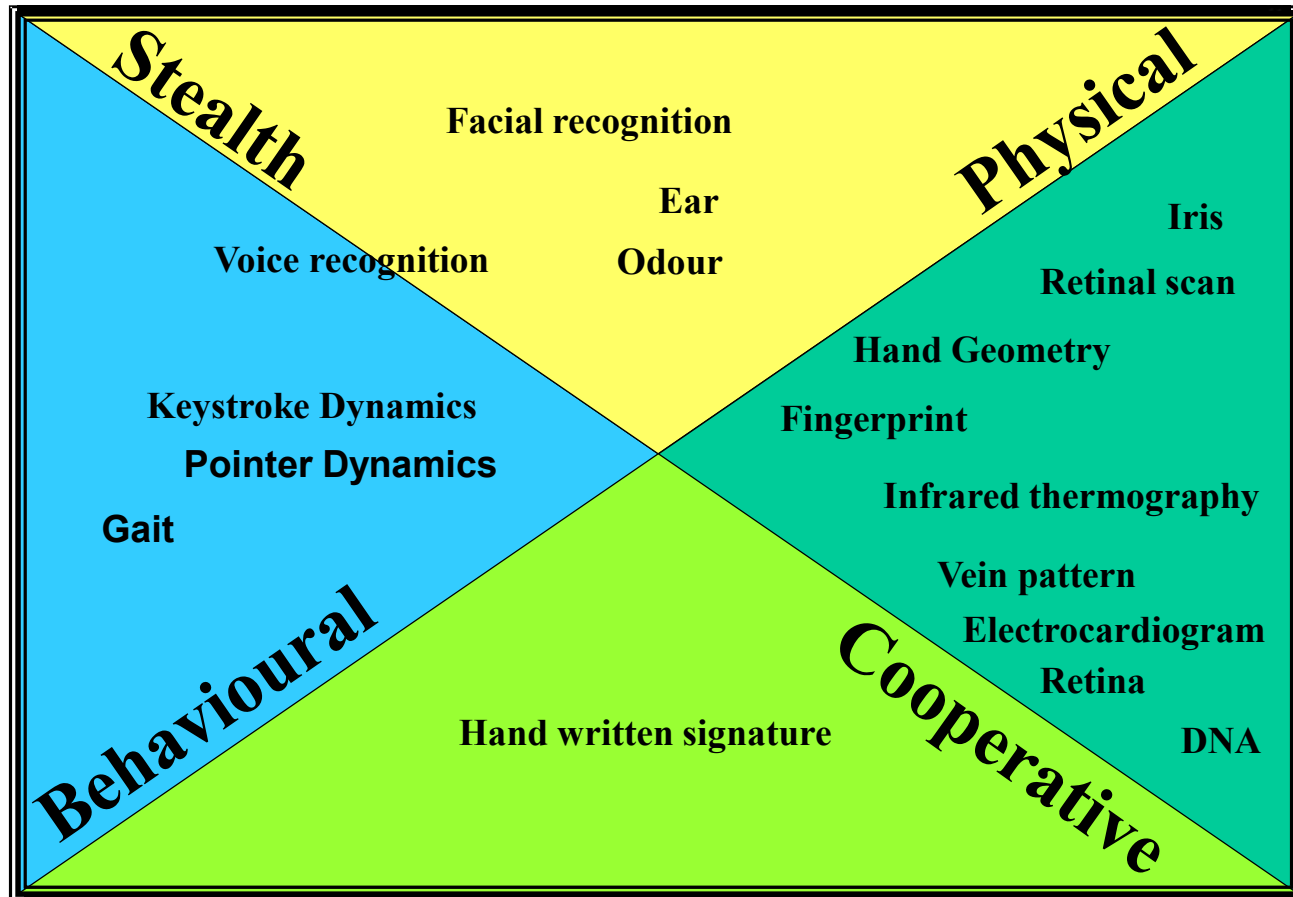 Stealth
Physical
Facial recognition
Ear
Iris
Voice recognition
Odour
Retinal scan
Hand Geometry
Keystroke Dynamics
Fingerprint
Pointer Dynamics
Infrared thermography
Gait
Vein pattern
Electrocardiogram
Retina
Behavioural
Cooperative
Hand written signature
DNA